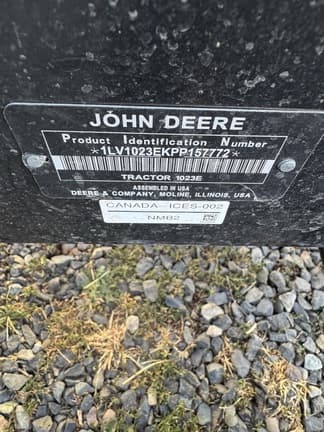 JOHN DEERE
Product Identification Number
*1LV1023EKPP157772*
TRACTOR 1023E
ASSEMBLED IN USA
DEERE & COMPANY, MOLINE, ILLINOIS, USA
CANADA ICES-002
NMB2